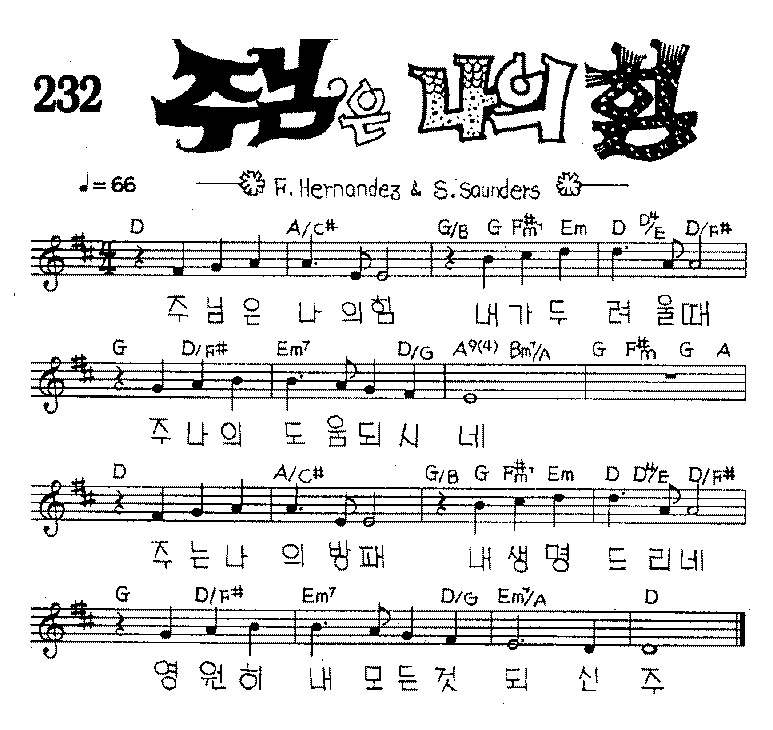 232 주님은 나의 힘
♩= 66 F. Hernandez & S. Saunders
D A/C# G/B G F#m7 Em D D#/E D/F#
주 님 은 나 의 힘 내 가 두 려 울 때
G D/F# Em7 D/G A9(4) Bm7/A G F#m G A
주 나 의 도 움 되 시 네
D A/C# G/B G F#m7 Em D D#/E D/F#
주 는 나 의 방 패 내 생 명 드 리 네
G D/F# Em7 D/G Em7/A D
영 원 히 내 모 든 것 되 신 주